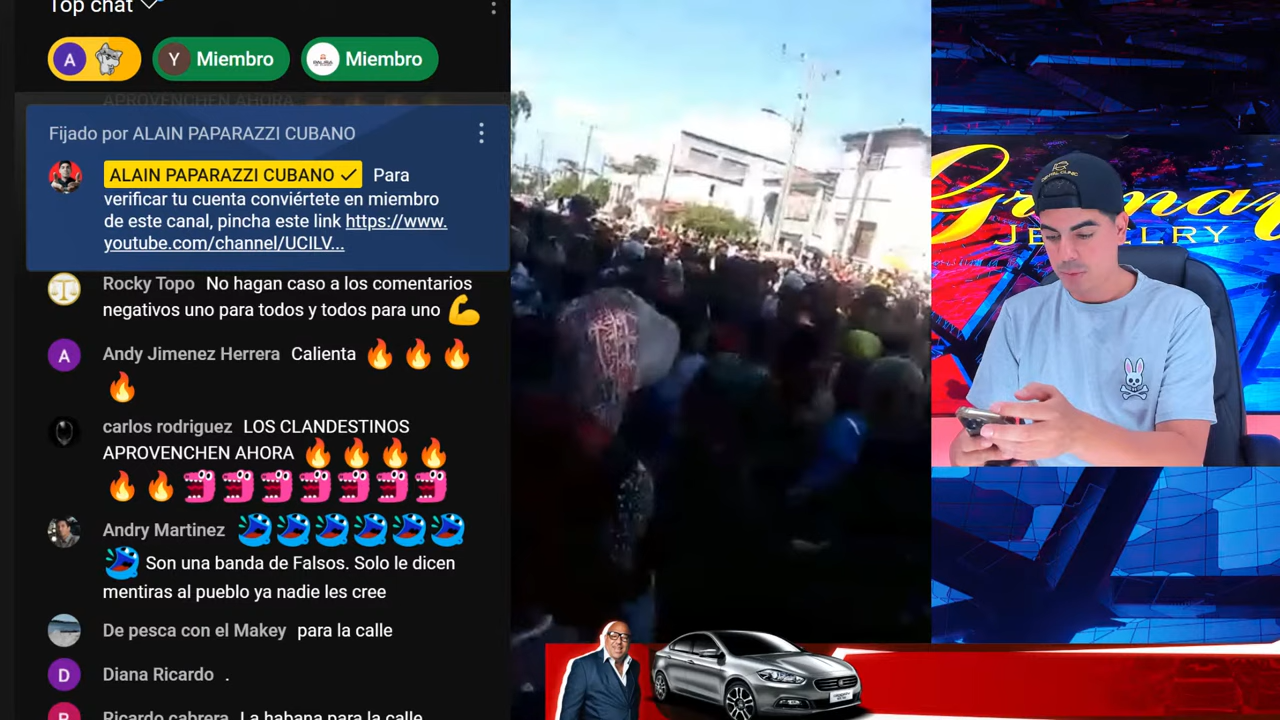 Top chat
A
Y Miembro
Miembro
APROVENCHEN AHORA
Fijado por ALAIN PAPARAZZI CUBANO
ALAIN PAPARAZZI CUBANO Para
verificar tu cuenta conviértete en miembro
de este canal, pincha este link https://www.
youtube.com/channel/UCILV...
Rocky Topo No hagan caso a los comentarios
negativos uno para todos y todos para uno 💪
A
Andy Jimenez Herrera Calienta 🔥 🔥 🔥
🔥
carlos rodriguez LOS CLANDESTINOS
APROVENCHEN AHORA 🔥 🔥 🔥 🔥
🔥 🔥
Andry Martinez
Son una banda de Falsos. Solo le dicen
mentiras al pueblo ya nadie les cree
De pesca con el Makey para la calle
D
Diana Ricardo .
Ricardo cabrera La habana para la calle
JEWELRY